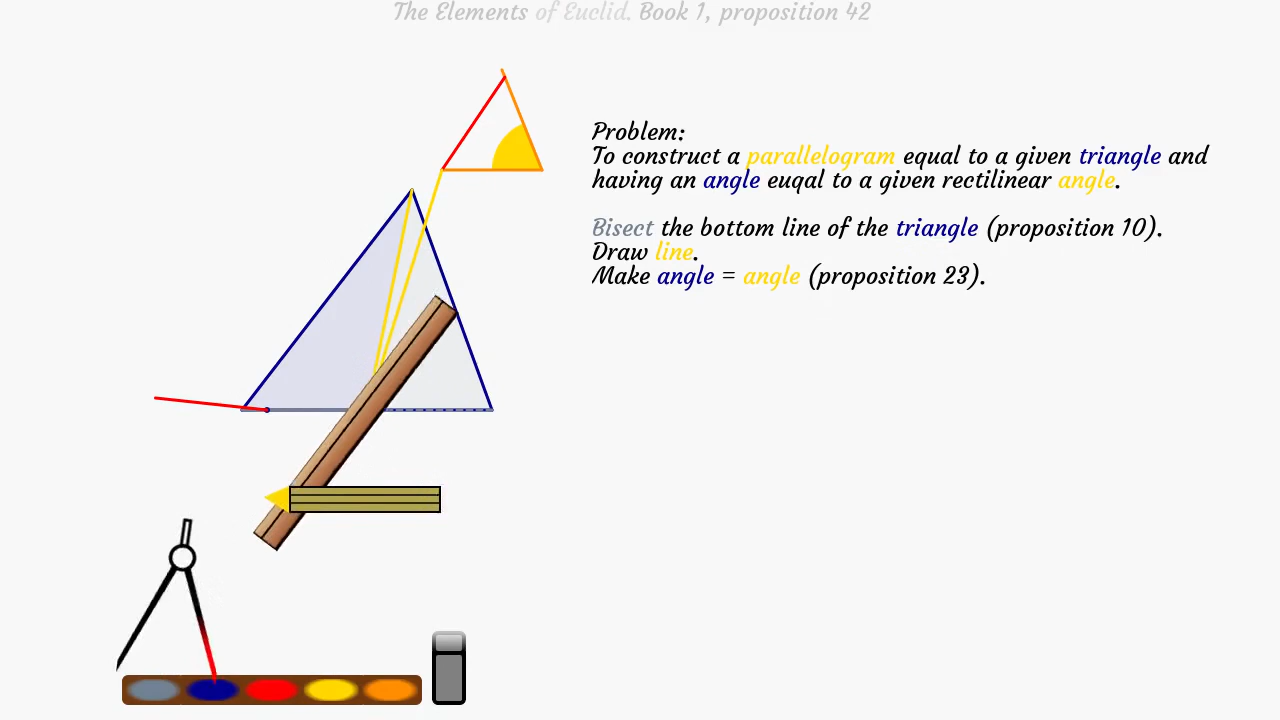 The Elements of Euclid. Book 1, proposition 42
Problem:
To construct a parallelogram equal to a given triangle and
having an angle euqal to a given rectilinear angle.
Bisect the bottom line of the triangle (proposition 10).
Draw line.
Make angle = angle (proposition 23).